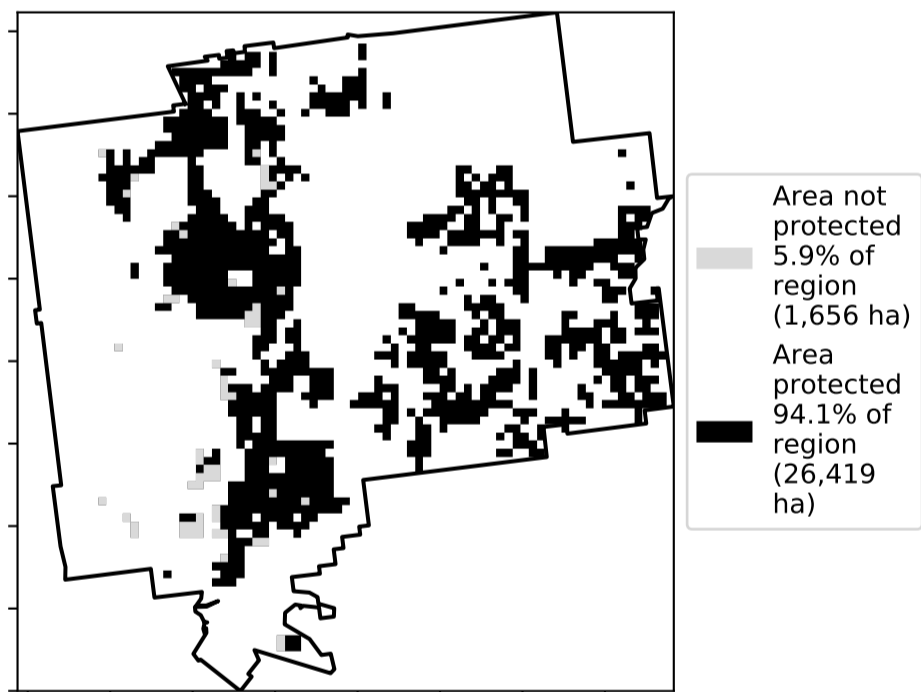 Area not
protected
5.9% of
region
(1,656 ha)
Area
protected
94.1% of
region
(26,419
ha)